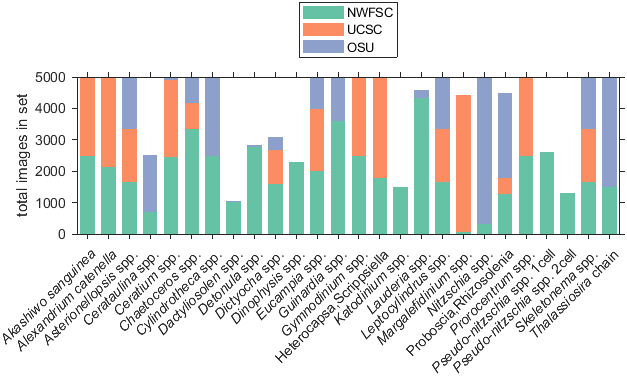 NWFSC
UCSC
OSU
total images in set
5000
4000
3000
2000
1000
0
Akashiwo sanguinea
Alexandrium catenella
Asterionellopsis spp.
Cerataulina spp.
Ceratium spp.
Chaetoceros spp.
Cylindrotheca spp.
Dactyliosolen spp.
Detonula spp.
Dictyocha spp.
Dinophysis spp.
Eucampia spp.
Guinardia spp.
Gymnodinium spp.
Heterocapsa,Scrippsiella
Katodinium spp.
Lauderia spp.
Leptocylindrus spp.
Margalefidinium spp.
Nitzschia spp.
Proboscia,Rhizosolenia
Prorocentrum spp.
Pseudo-nitzschia spp. 1cell
Pseudo-nitzschia spp. 2cell
Skeletonema spp.
Thalassiosira chain